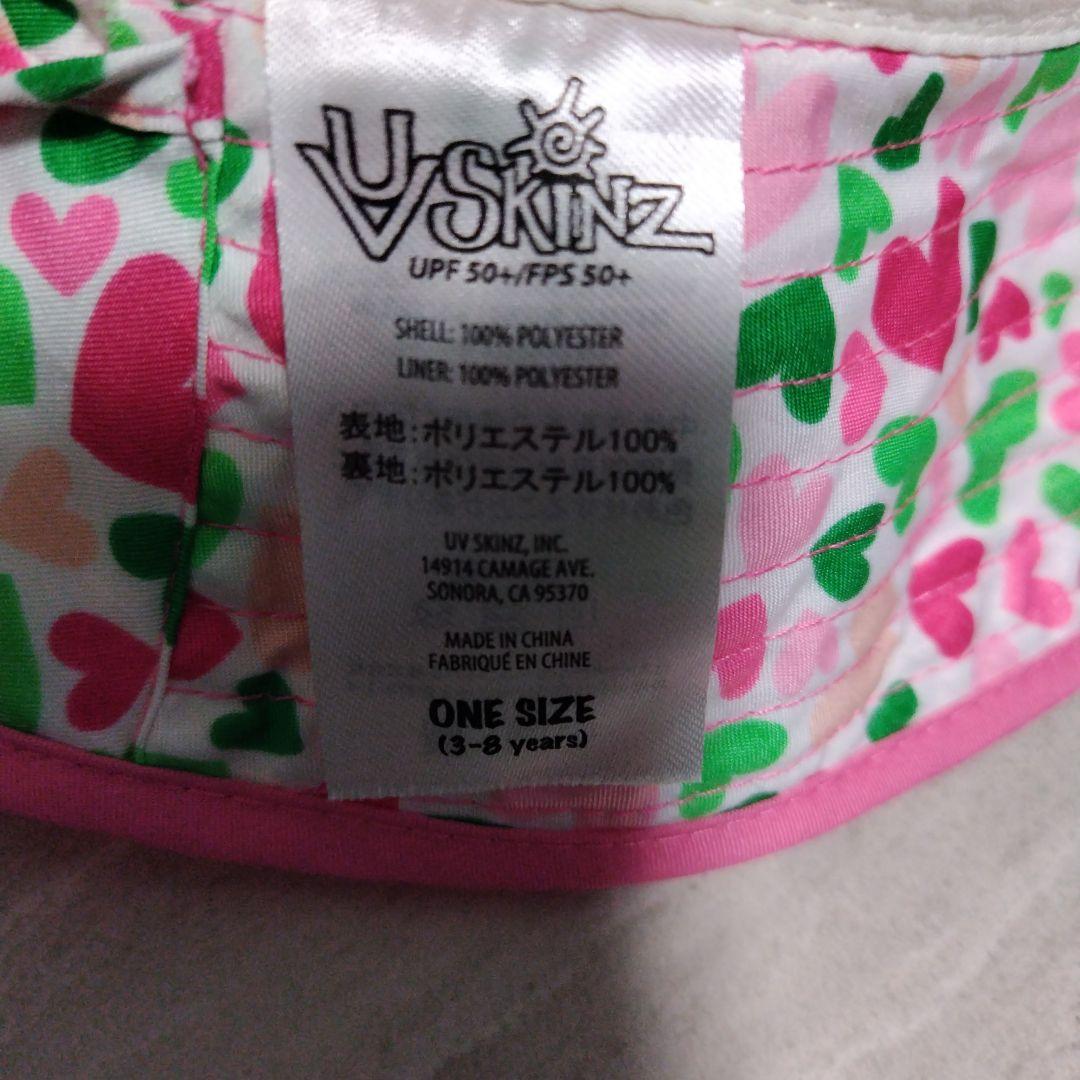 UV SKINZ
UPF 50+/FPS 50+
SHELL: 100% POLYESTER
LINER: 100% POLYESTER
表地:ポリエステル100%
裏地:ポリエステル100%
UV SKINZ, INC.
14914 CAMAGE AVE.
SONORA, CA 95370
MADE IN CHINA
FABRIQUÉ EN CHINE
ONE SIZE
(3-8 years)